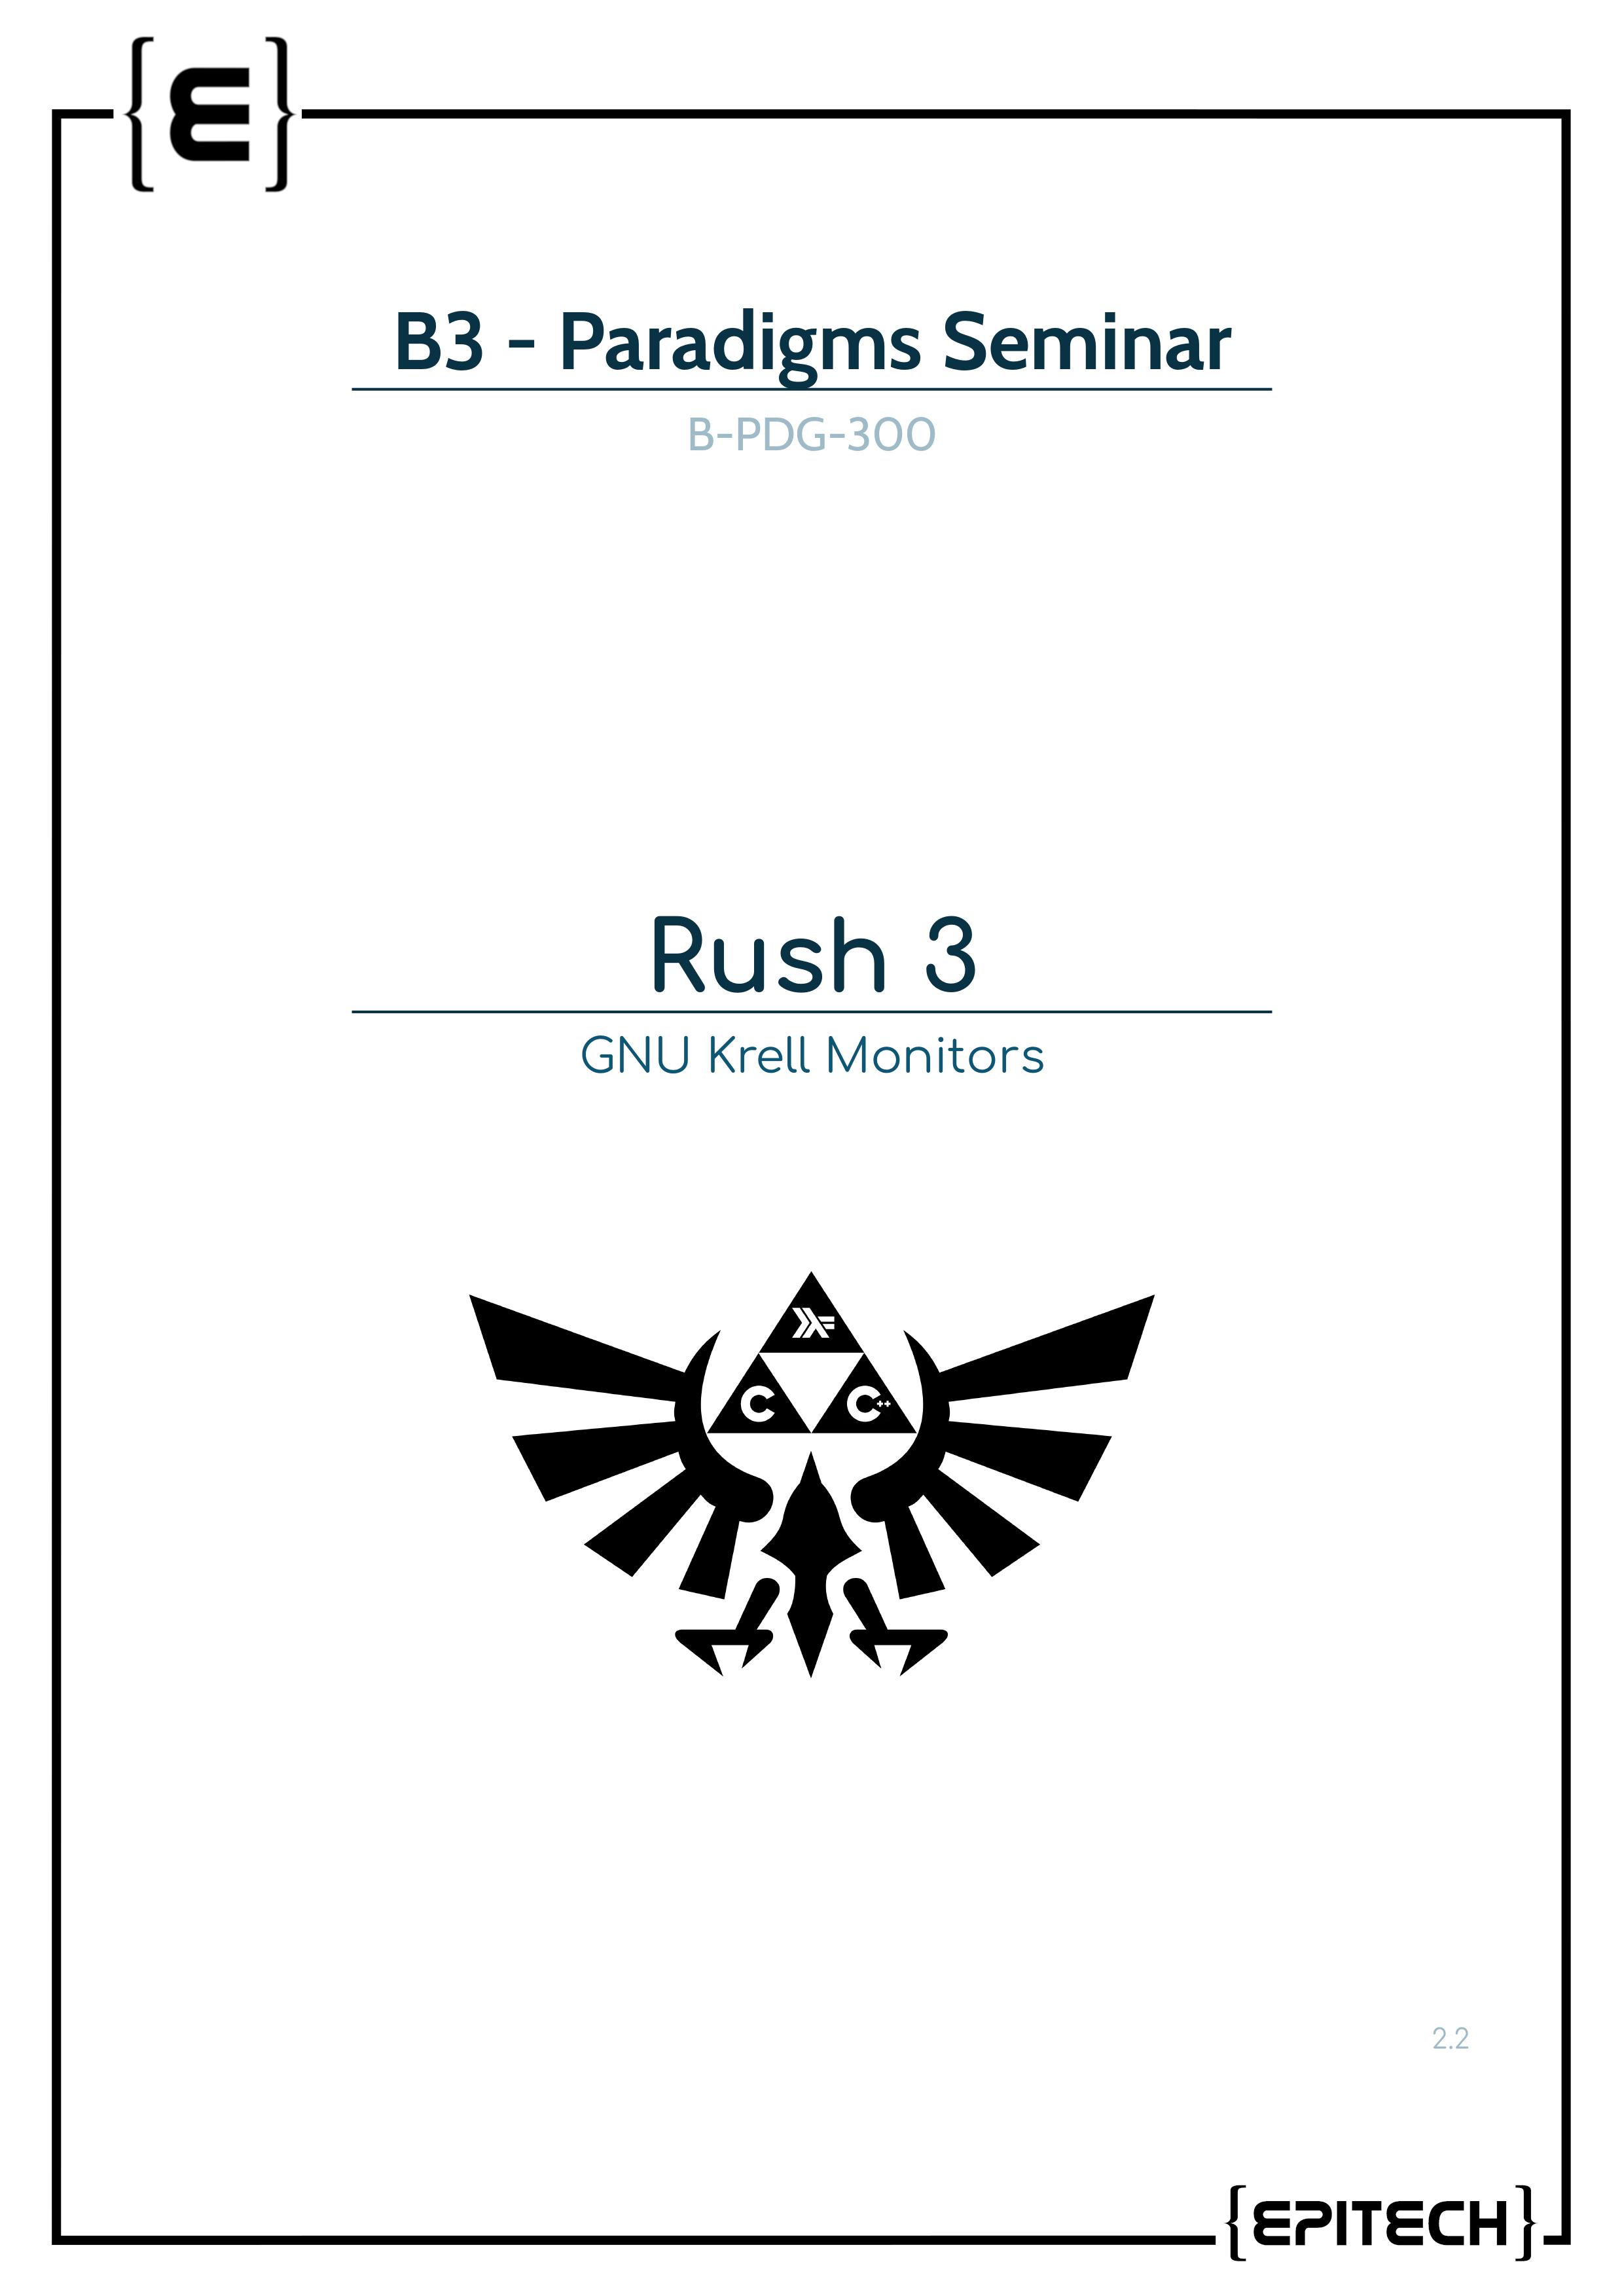 {E}
B3 - Paradigms Seminar
B-PDG-300
Rush 3
GNU Krell Monitors
C
C++
2.2
{EPITECH}